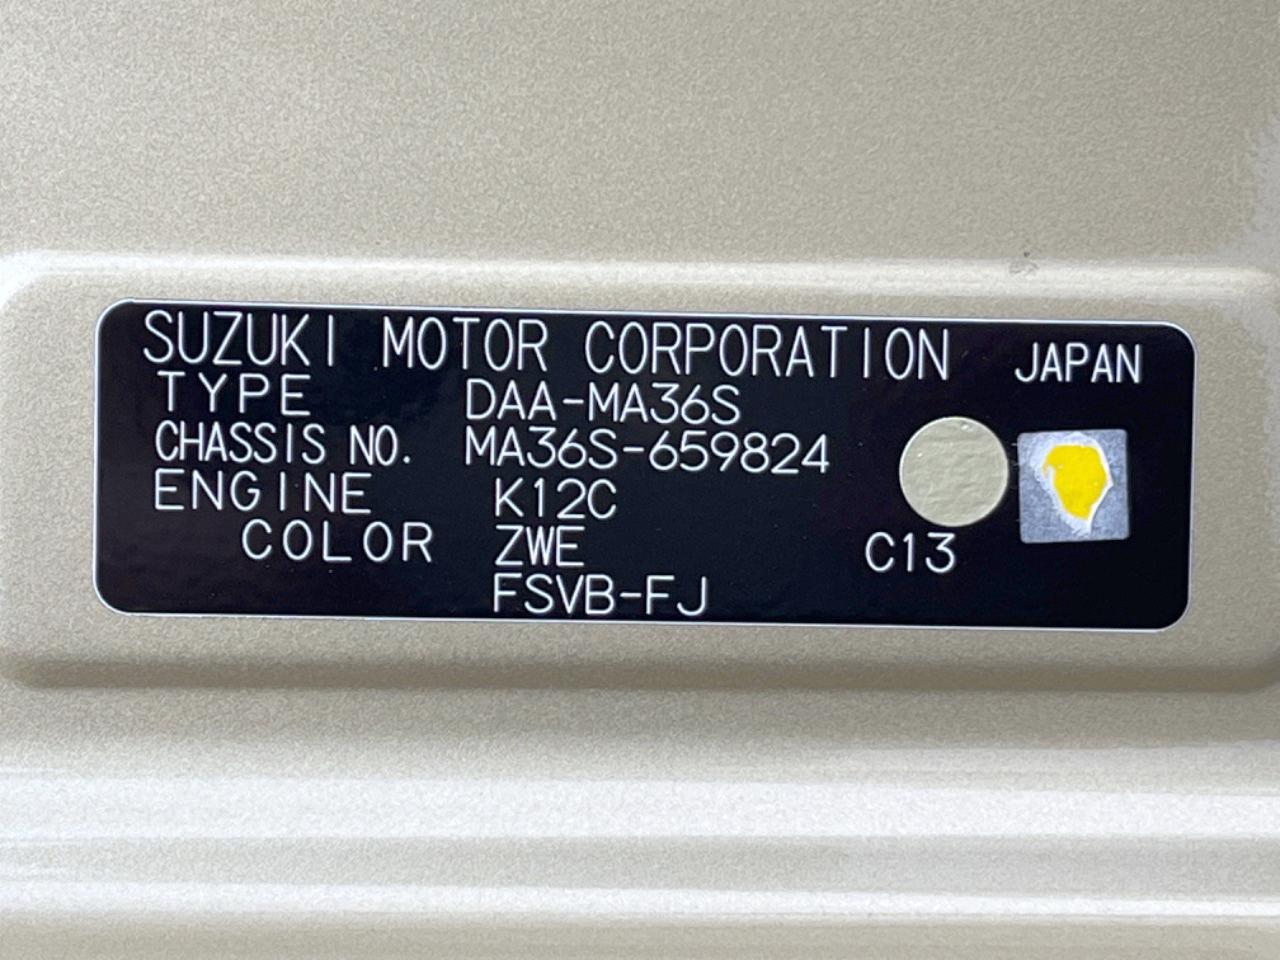 SUZUKI MOTOR CORPORATION JAPAN
TYPE DAA-MA36S
CHASSIS NO. MA36S-659824
ENGINE K12C
COLOR ZWE C13
FSVB-FJ